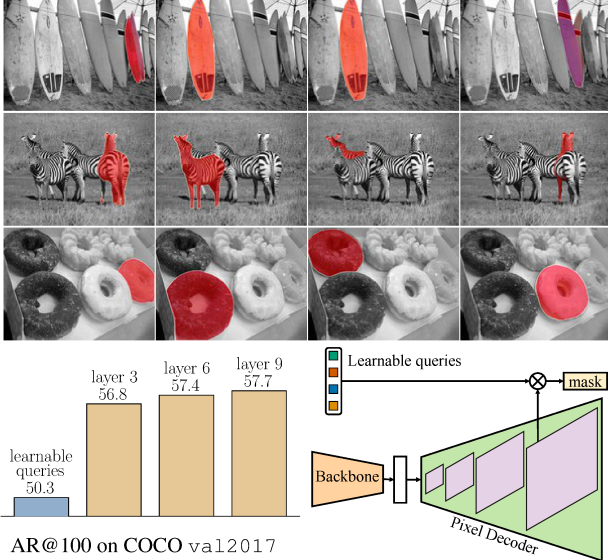 layer 3
56.8
layer 6
57.4
layer 9
57.7
learnable
queries
50.3
AR@100 on COCO val2017
Learnable queries
mask
Backbone
Pixel Decoder